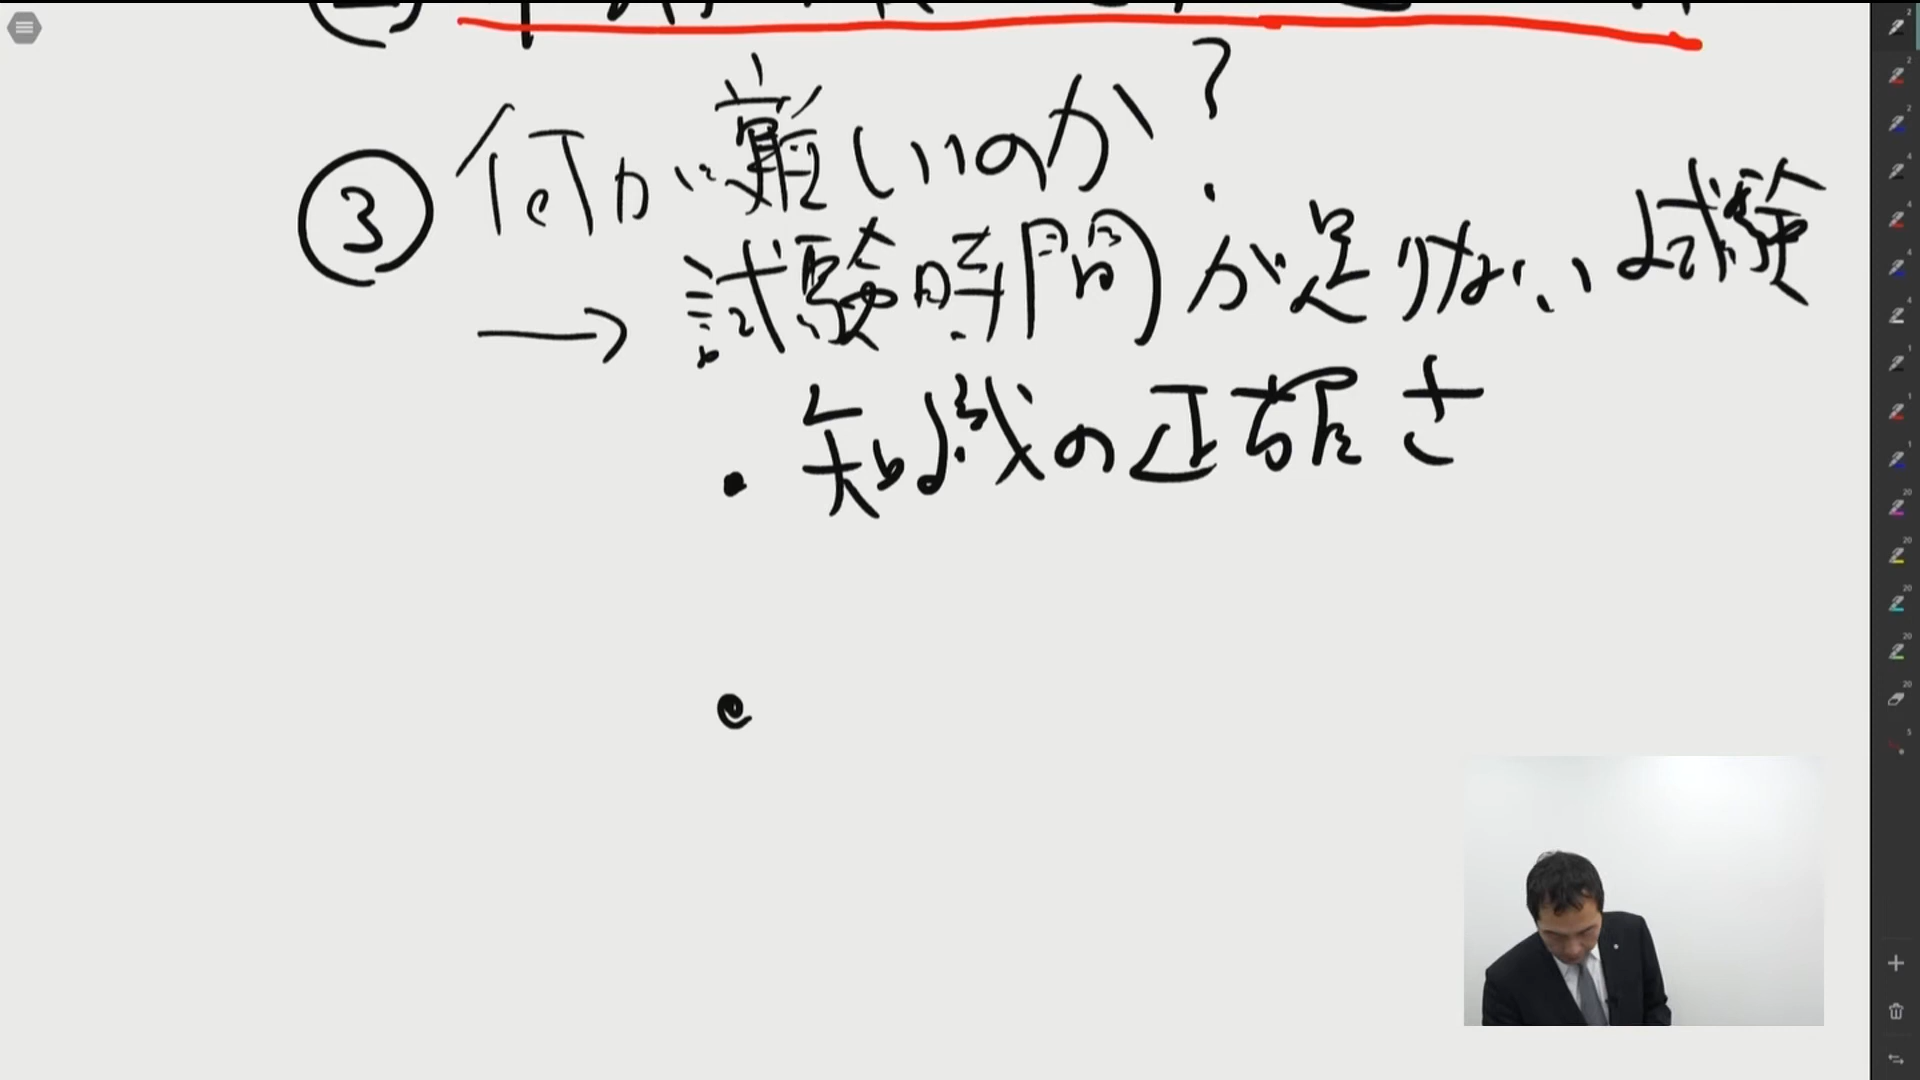 ③ 何が難しいのか？
→ 試験時間が足りない試験
・知識の正確さ
・